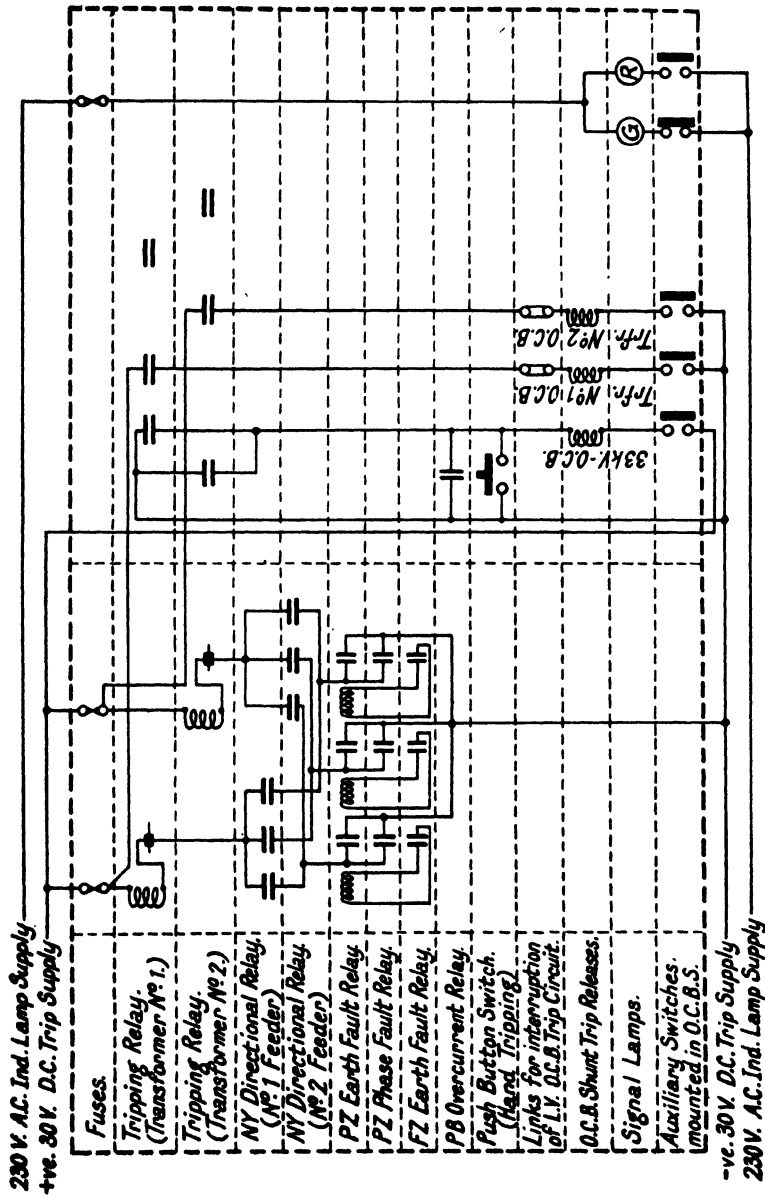 230 V. A.C. Ind. Lamp Supply
+ve. 30 V. D.C. Trip Supply
Fuses.
Tripping Relay.
(Transformer Nº 1.)
Tripping Relay.
(Transformer Nº 2.)
NY Directional Relay.
(Nº 1 Feeder)
NY Directional Relay.
(Nº 2 Feeder)
PZ Earth Fault Relay.
PZ Phase Fault Relay.
FZ Earth Fault Relay.
PB Overcurrent Relay.
Push Button Switch.
(Hand Tripping)
Links for interruption
of L.V. O.C.B. Trip Circuit.
O.C.B. Shunt Trip Releases.
Signal Lamps.
Auxiliary Switches.
mounted in O.C.B.S.
-ve. 30 V. D.C. Trip Supply
230 V. A.C. Ind. Lamp Supply
33kV.-O.C.B.
Trfr. Nº 1 O.C.B.
Trfr. Nº 2 O.C.B.
G
R